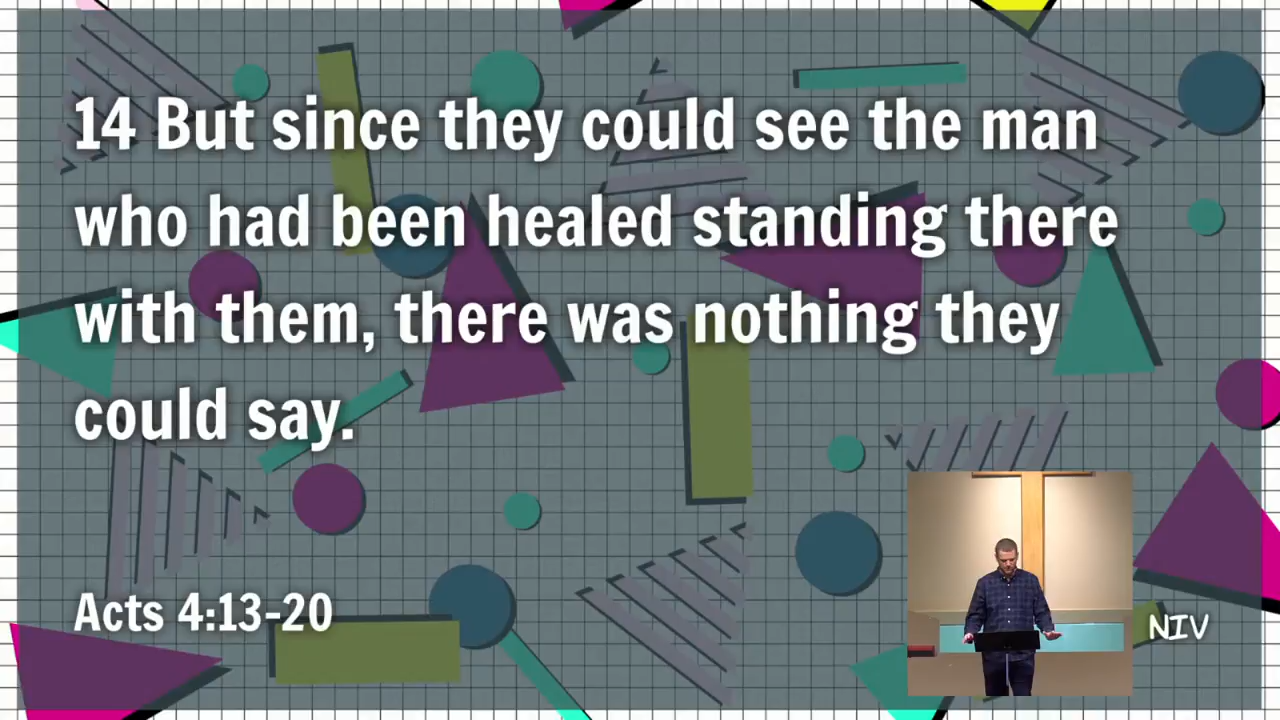 14 But since they could see the man
who had been healed standing there
with them, there was nothing they
could say.
Acts 4:13-20
NIV